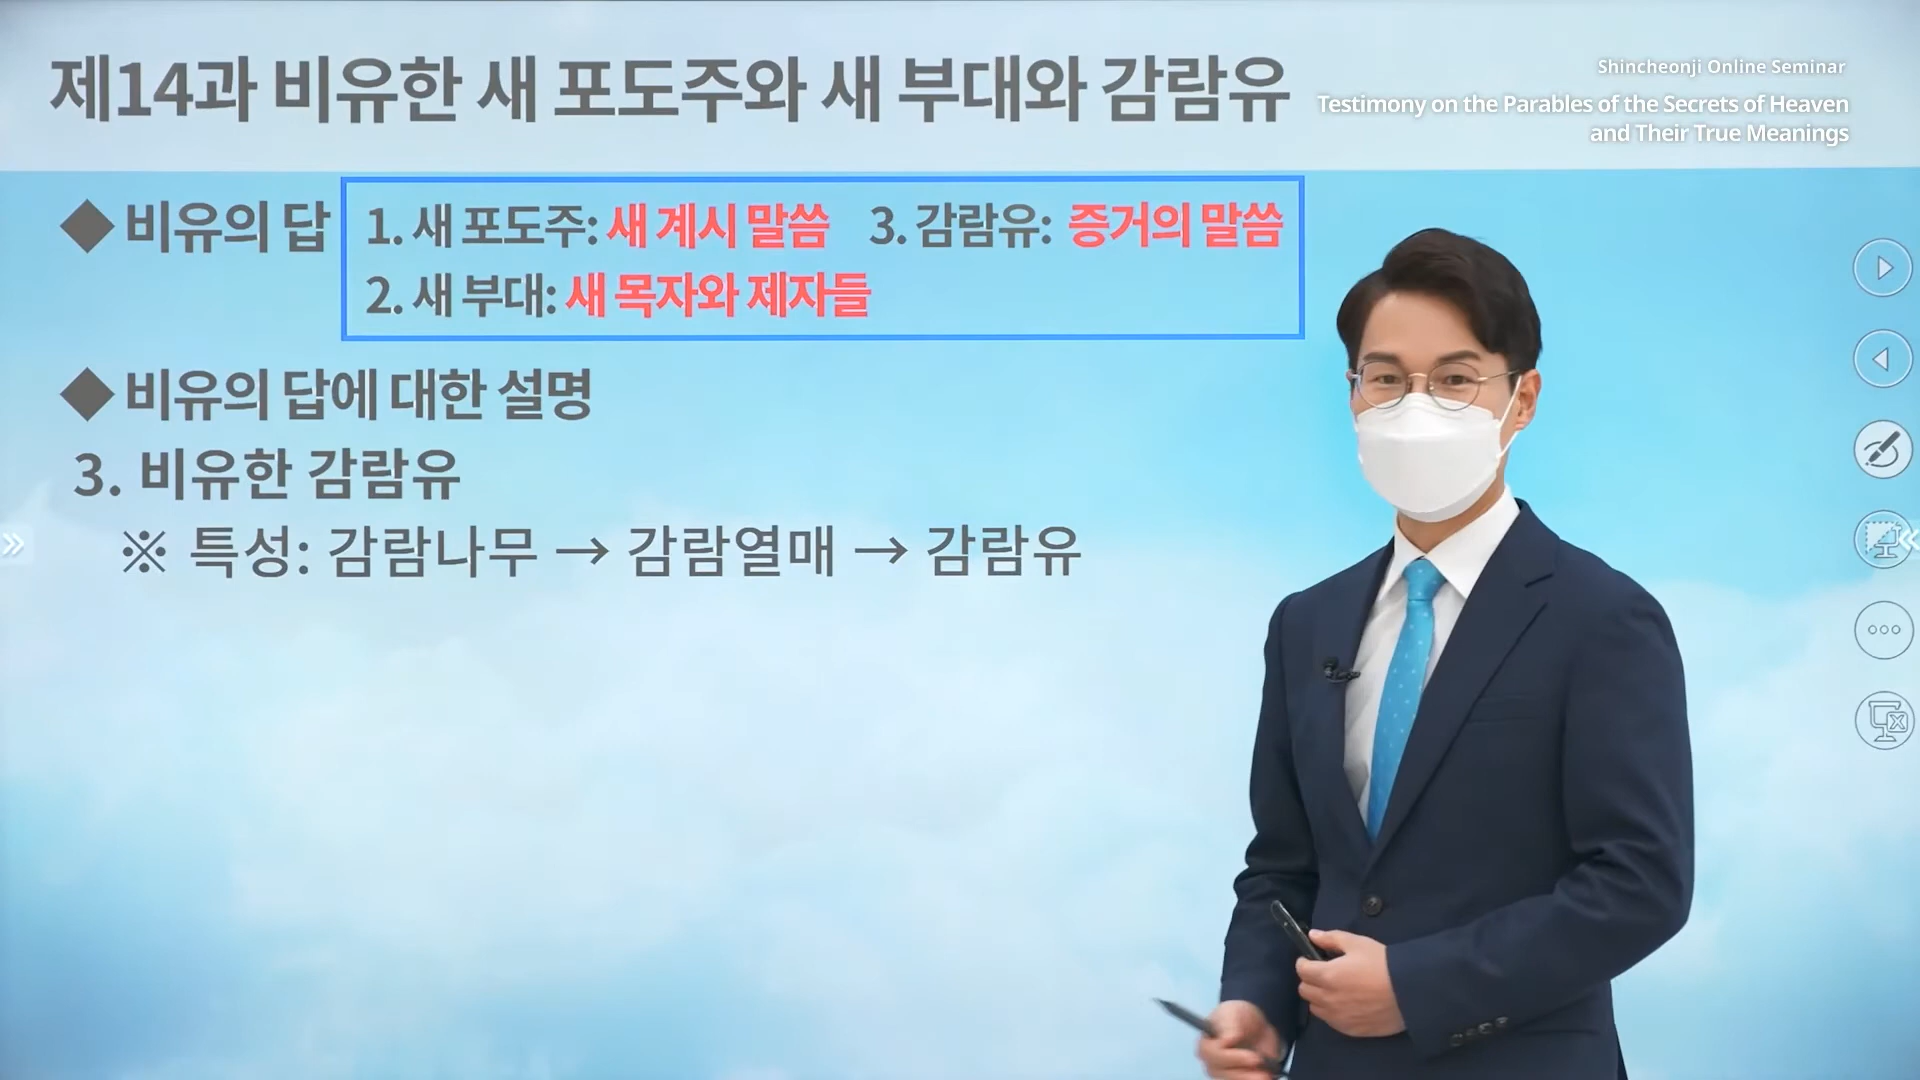 제14과 비유한 새 포도주와 새 부대와 감람유
Shincheonji Online Seminar
Testimony on the Parables of the Secrets of Heaven
and Their True Meanings
◆ 비유의 답
1. 새 포도주: 새 계시 말씀 3. 감람유: 증거의 말씀
2. 새 부대: 새 목자와 제자들
◆ 비유의 답에 대한 설명
3. 비유한 감람유
※ 특성: 감람나무 → 감람열매 → 감람유